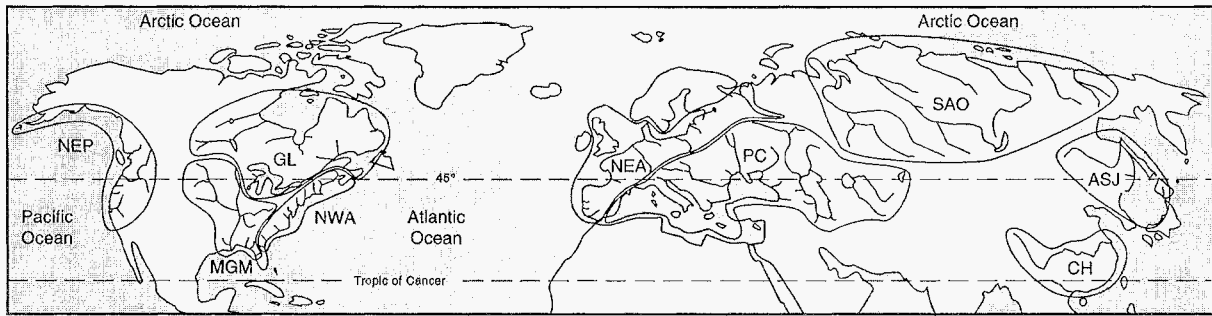 Arctic Ocean
Arctic Ocean
SAO
NEP
GL
NEA
PC
45°
ASJ
Pacific
Ocean
NWA
Atlantic
Ocean
MGM
CH
Tropic of Cancer